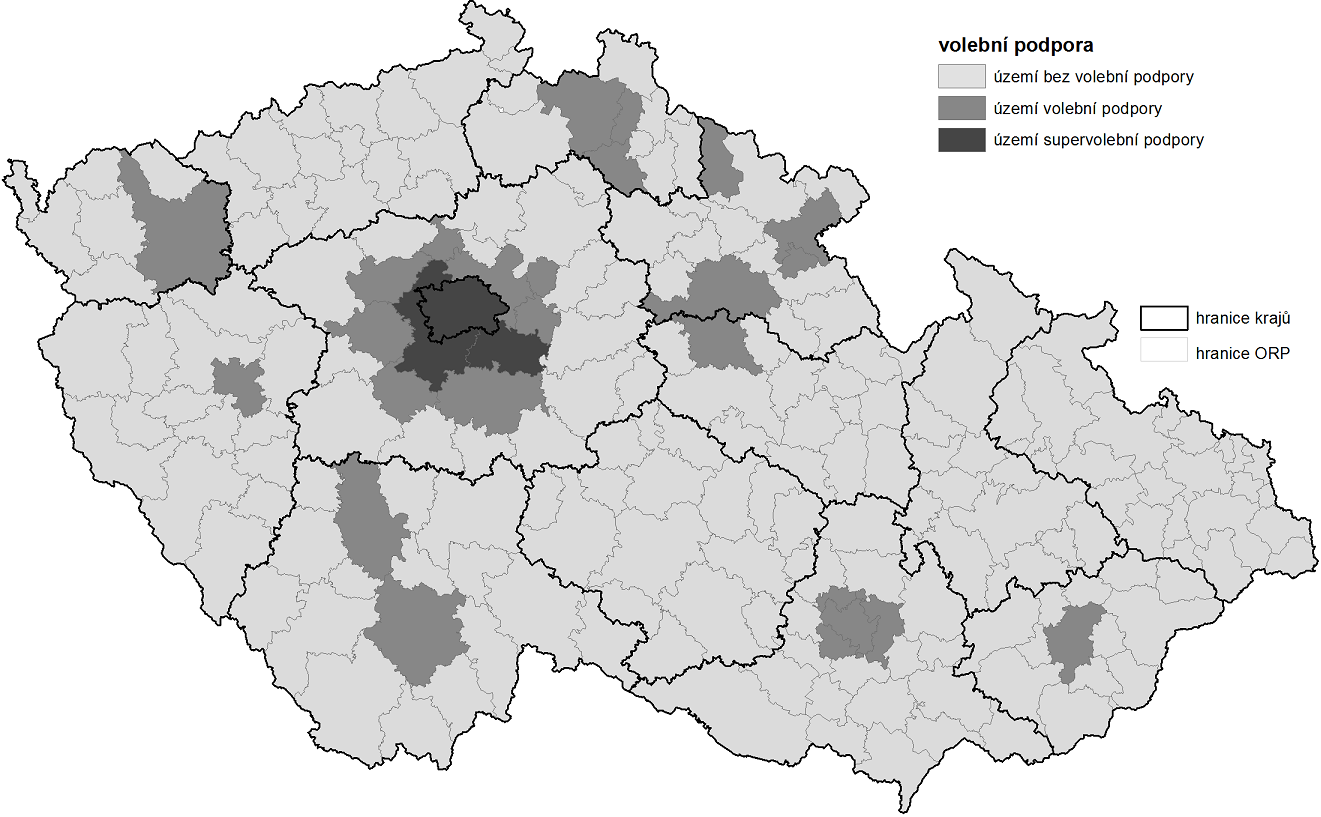 volební podpora
území bez volební podpory
území volební podpory
území supervolební podpory
hranice krajů
hranice ORP